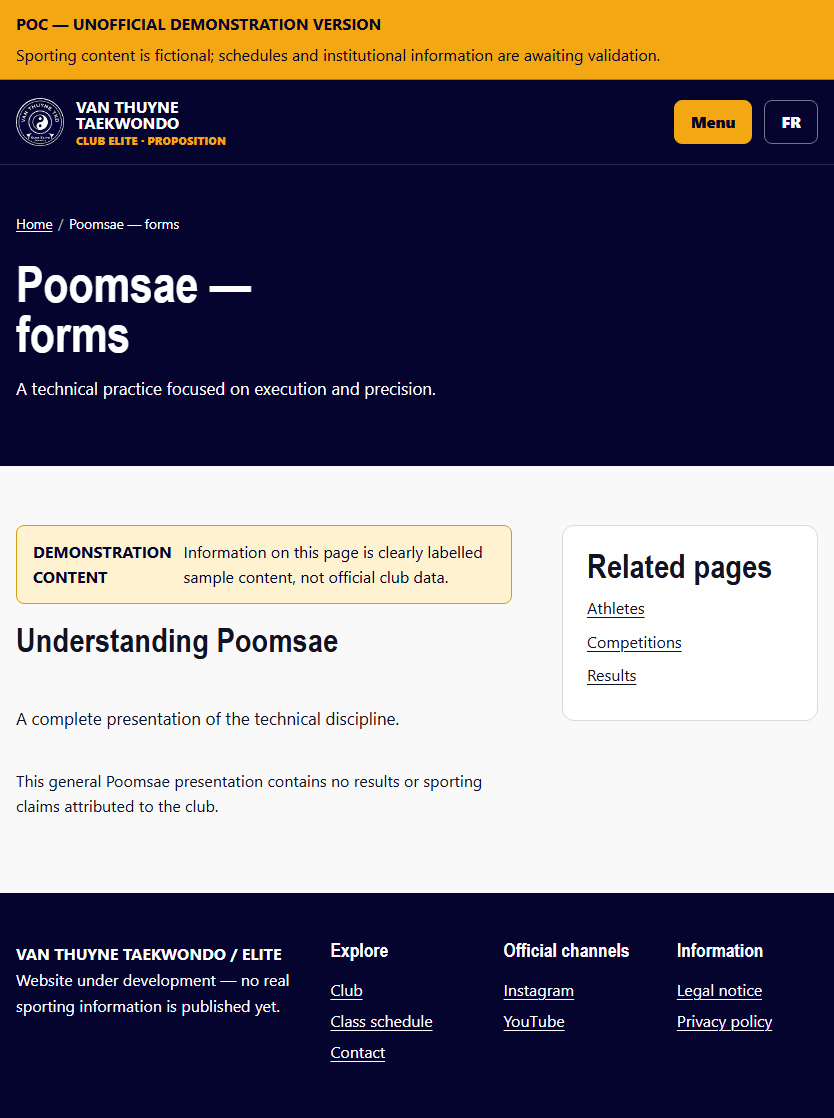 POC — UNOFFICIAL DEMONSTRATION VERSION
Sporting content is fictional; schedules and institutional information are awaiting validation.
VAN THUYNE
TAEKWONDO
CLUB ELITE · PROPOSITION
Menu
FR
Home / Poomsae — forms
Poomsae —
forms
A technical practice focused on execution and precision.
DEMONSTRATION
CONTENT
Information on this page is clearly labelled
sample content, not official club data.
Understanding Poomsae
A complete presentation of the technical discipline.
This general Poomsae presentation contains no results or sporting
claims attributed to the club.
Related pages
Athletes
Competitions
Results
VAN THUYNE TAEKWONDO / ELITE
Website under development — no real
sporting information is published yet.
Explore
Club
Class schedule
Contact
Official channels
Instagram
YouTube
Information
Legal notice
Privacy policy